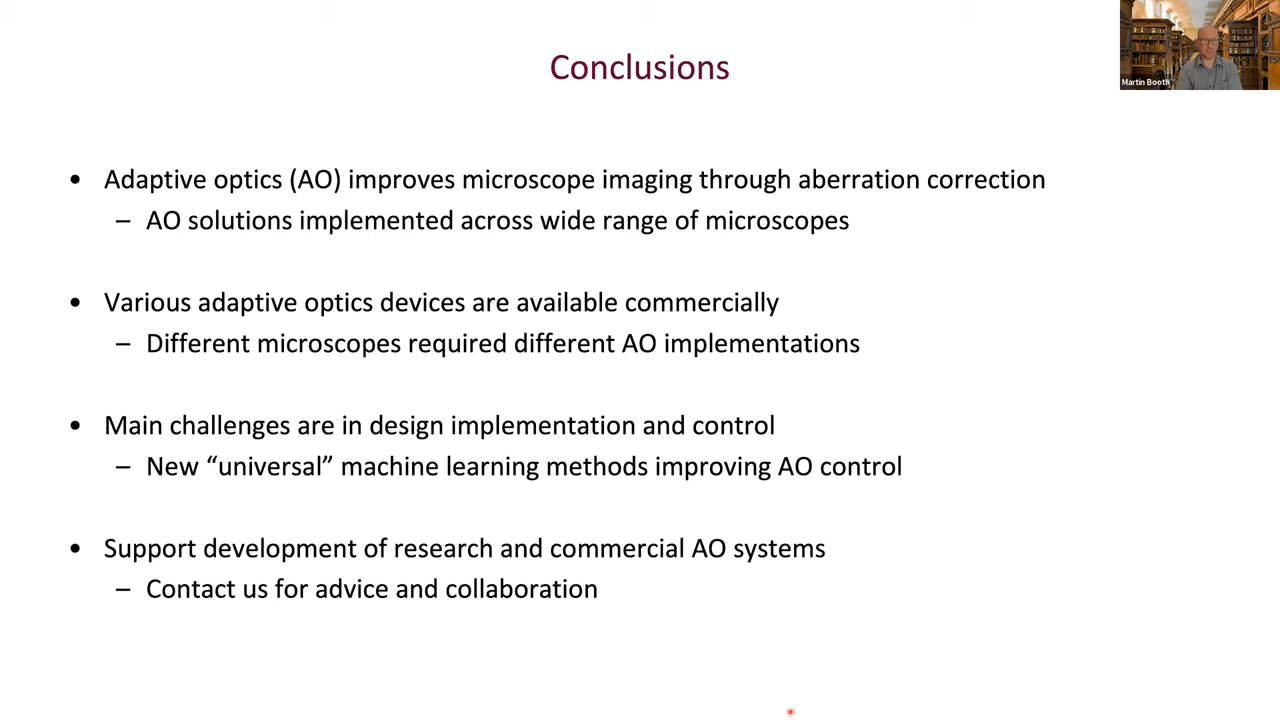 Conclusions
Martin Booth
• Adaptive optics (AO) improves microscope imaging through aberration correction
– AO solutions implemented across wide range of microscopes
• Various adaptive optics devices are available commercially
– Different microscopes required different AO implementations
• Main challenges are in design implementation and control
– New “universal” machine learning methods improving AO control
• Support development of research and commercial AO systems
– Contact us for advice and collaboration